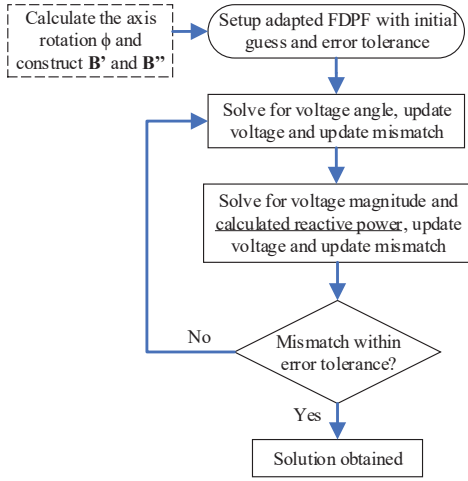 Calculate the axis
rotation ϕ and
construct B' and B''
Setup adapted FDPF with initial
guess and error tolerance
Solve for voltage angle, update
voltage and update mismatch
Solve for voltage magnitude and
calculated reactive power, update
voltage and update mismatch
No
Mismatch within
error tolerance?
Yes
Solution obtained